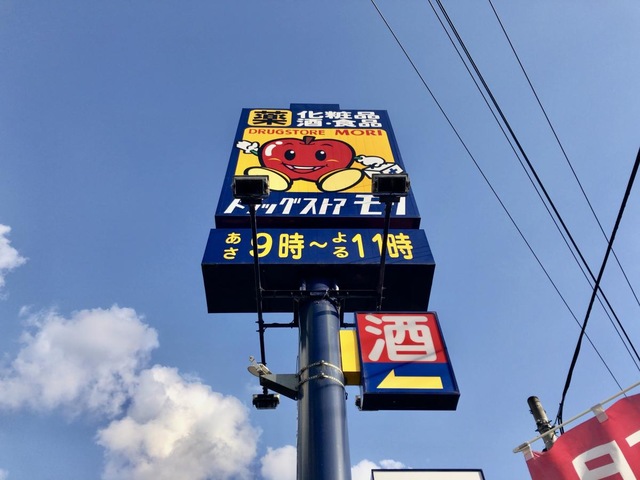 薬
化粧品
酒・食品
DRUGSTORE MORI
ドラッグストア モリ
あさ 9時～よる 11時
酒